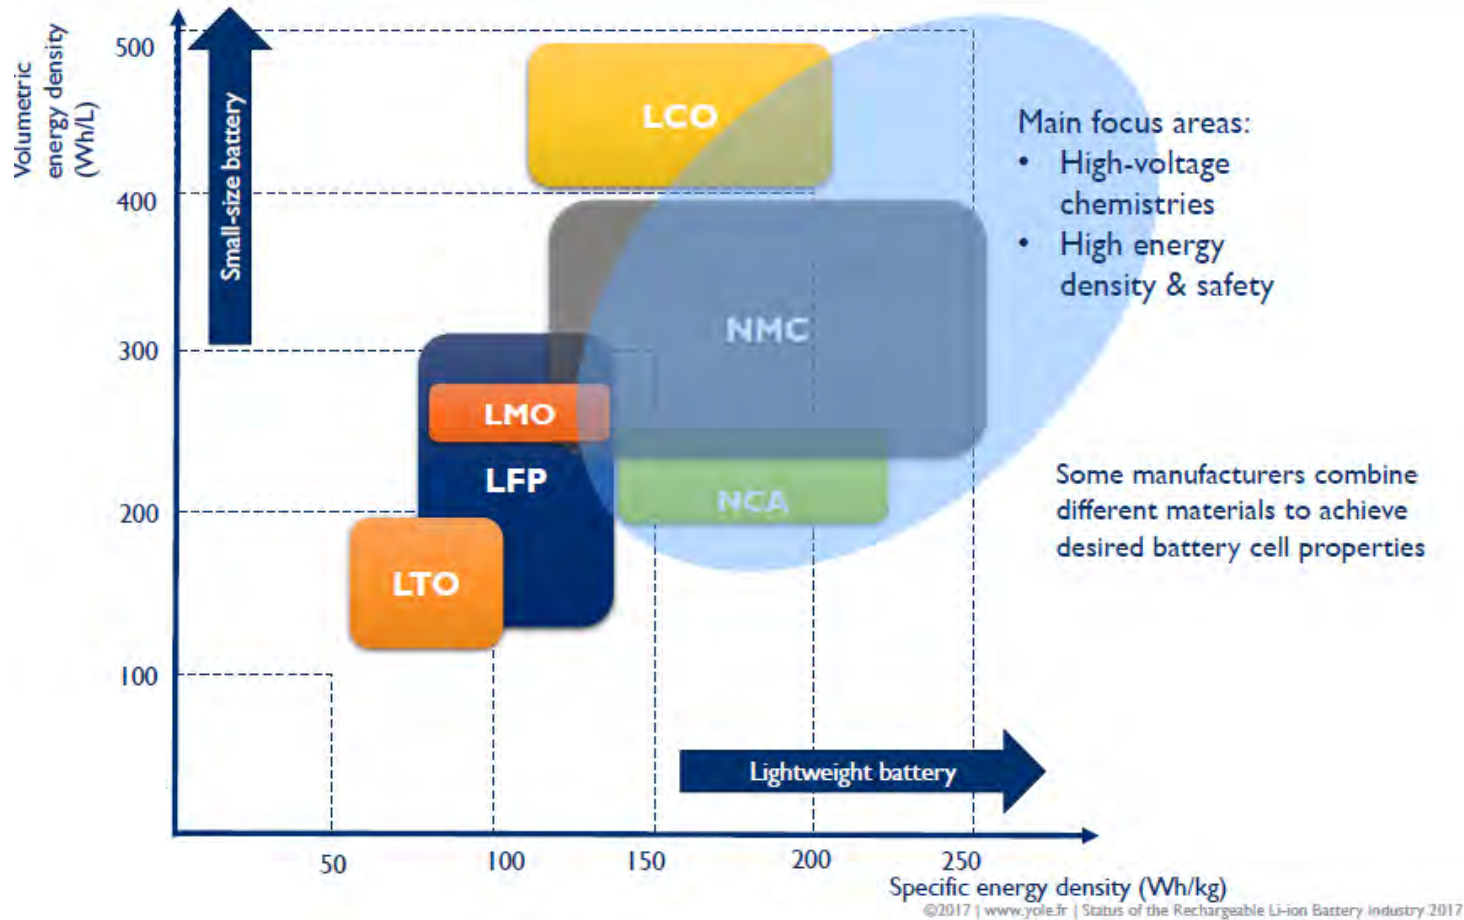 Volumetric
energy density
(Wh/L)
500
400
300
200
100
Small-size battery
LCO
NMC
LMO
LFP
NCA
LTO
Main focus areas:
• High-voltage
chemistries
• High energy
density & safety
Some manufacturers combine
different materials to achieve
desired battery cell properties
Lightweight battery
50 100 150 200 250
Specific energy density (Wh/kg)
©2017 | www.yole.fr | Status of the Rechargeable Li-ion Battery Industry 2017